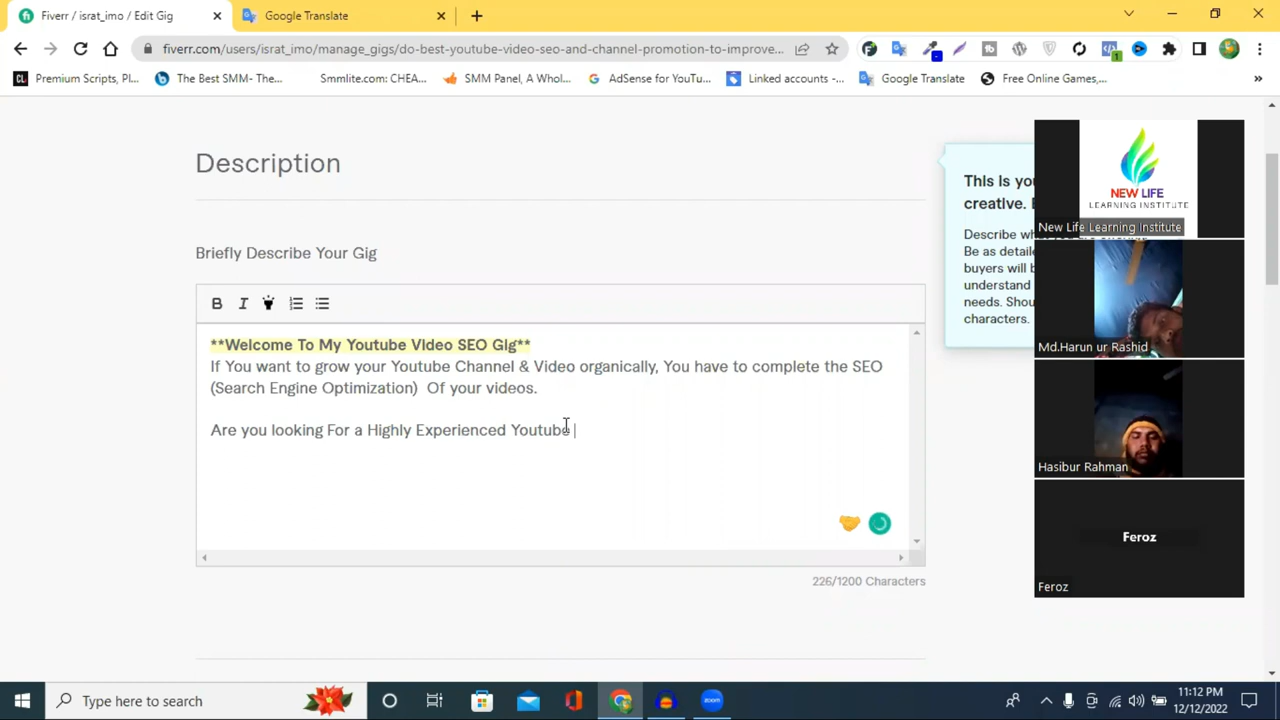 Fiverr / israt_imo / Edit Gig
Google Translate
fiverr.com/users/israt_imo/manage_gigs/do-best-youtube-video-seo-and-channel-promotion-to-improve...
Premium Scripts, Pl...
The Best SMM- The...
Smmlite.com: CHEA...
SMM Panel, A Whol...
AdSense for YouTu...
Linked accounts -...
Google Translate
Free Online Games,...
Description
Briefly Describe Your Gig
**Welcome To My Youtube Video SEO Gig**
If You want to grow your Youtube Channel & Video organically, You have to complete the SEO
(Search Engine Optimization) Of your videos.
Are you looking For a Highly Experienced Youtube
226/1200 Characters
This is you
creative.
Describe wh
Be as detaile
buyers will b
understand
needs. Shou
characters.
NEW LIFE
LEARNING INSTITUTE
New Life Learning Institute
Md.Harun ur Rashid
Hasibur Rahman
Feroz
Feroz
Type here to search
zoom
11:12 PM
12/12/2022